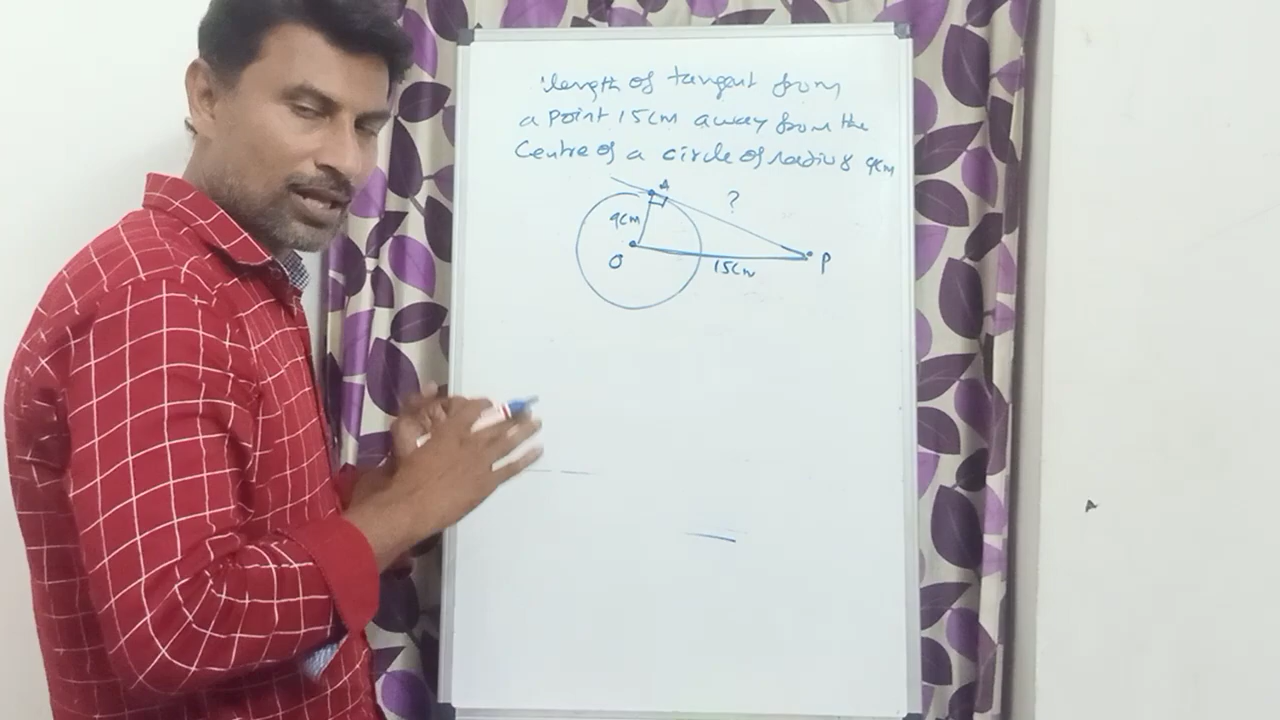 length of tangent from
a point 15cm away from the
Centre of a circle of radius 9cm
A
?
9cm
O
15cm
P